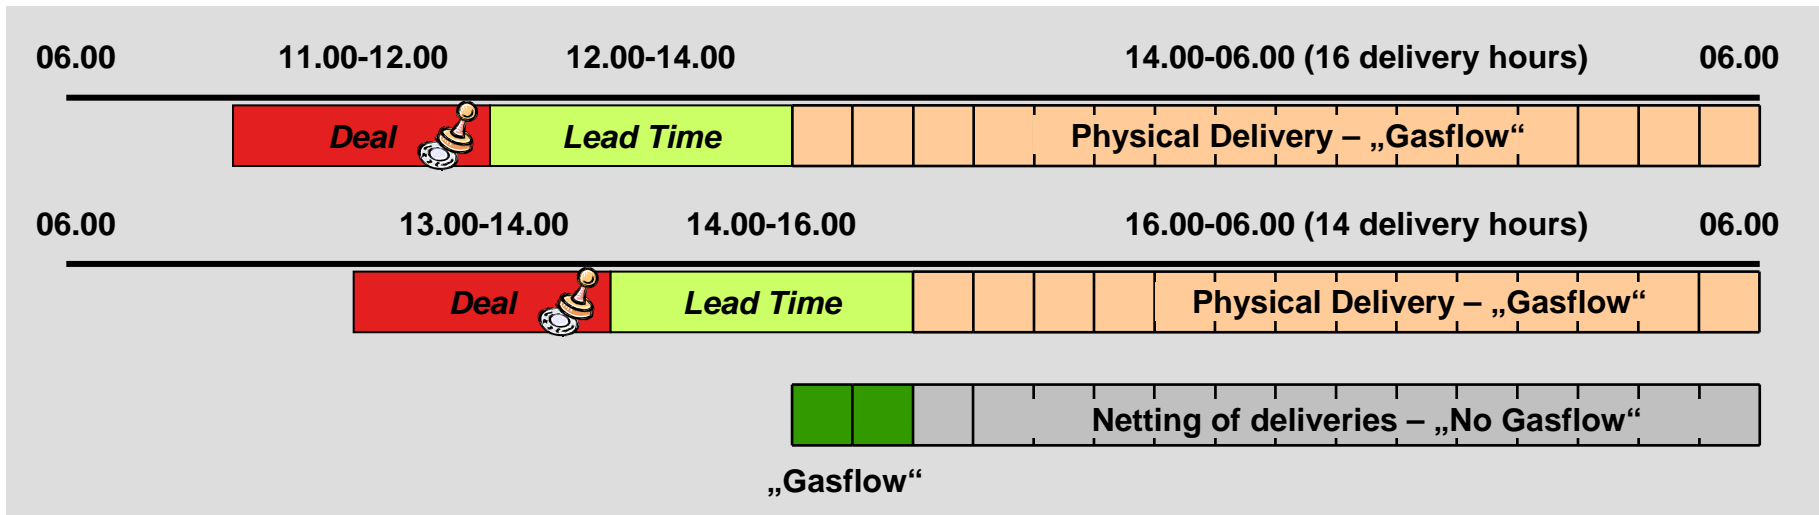 06.00 11.00-12.00 12.00-14.00 14.00-06.00 (16 delivery hours) 06.00
Deal Lead Time Physical Delivery – „Gasflow“
06.00 13.00-14.00 14.00-16.00 16.00-06.00 (14 delivery hours) 06.00
Deal Lead Time Physical Delivery – „Gasflow“
Netting of deliveries – „No Gasflow“
„Gasflow“